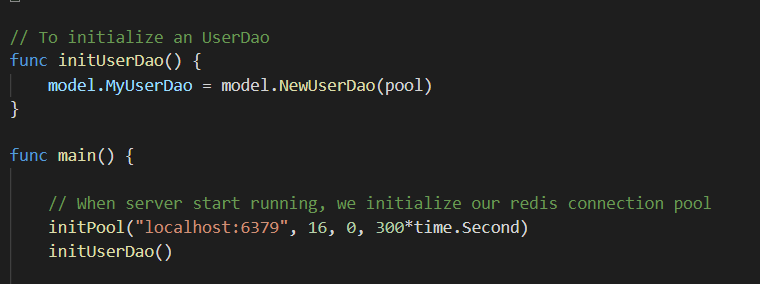 // To initialize an UserDao
func initUserDao() {
    model.MyUserDao = model.NewUserDao(pool)
}
func main() {
    // When server start running, we initialize our redis connection pool
    initPool("localhost:6379", 16, 0, 300*time.Second)
    initUserDao()